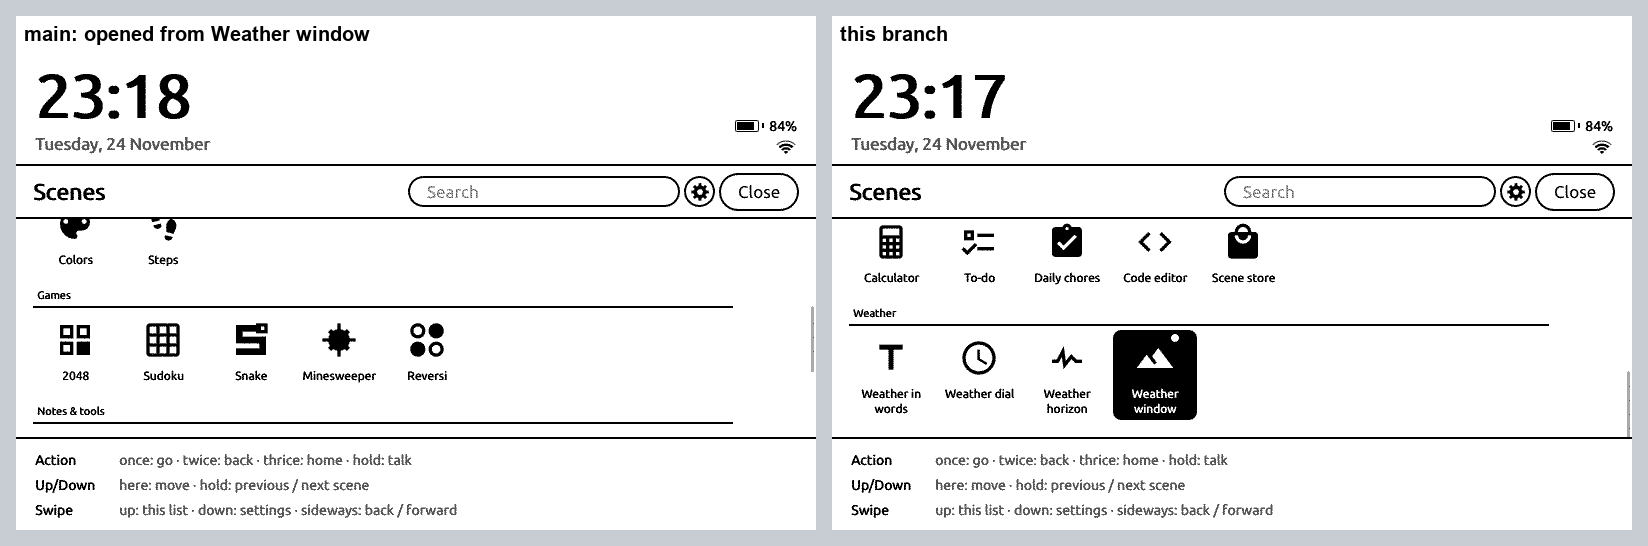 main: opened from Weather window
23:18
84%
Tuesday, 24 November
Scenes
Search
Close
Colors
Steps
Games
2048
Sudoku
Snake
Minesweeper
Reversi
Notes & tools
Action
once: go · twice: back · thrice: home · hold: talk
Up/Down
here: move · hold: previous / next scene
Swipe
up: this list · down: settings · sideways: back / forward
this branch
23:17
84%
Tuesday, 24 November
Scenes
Search
Close
Calculator
To-do
Daily chores
Code editor
Scene store
Weather
Weather in
words
Weather dial
Weather
horizon
Weather
window
Action
once: go · twice: back · thrice: home · hold: talk
Up/Down
here: move · hold: previous / next scene
Swipe
up: this list · down: settings · sideways: back / forward